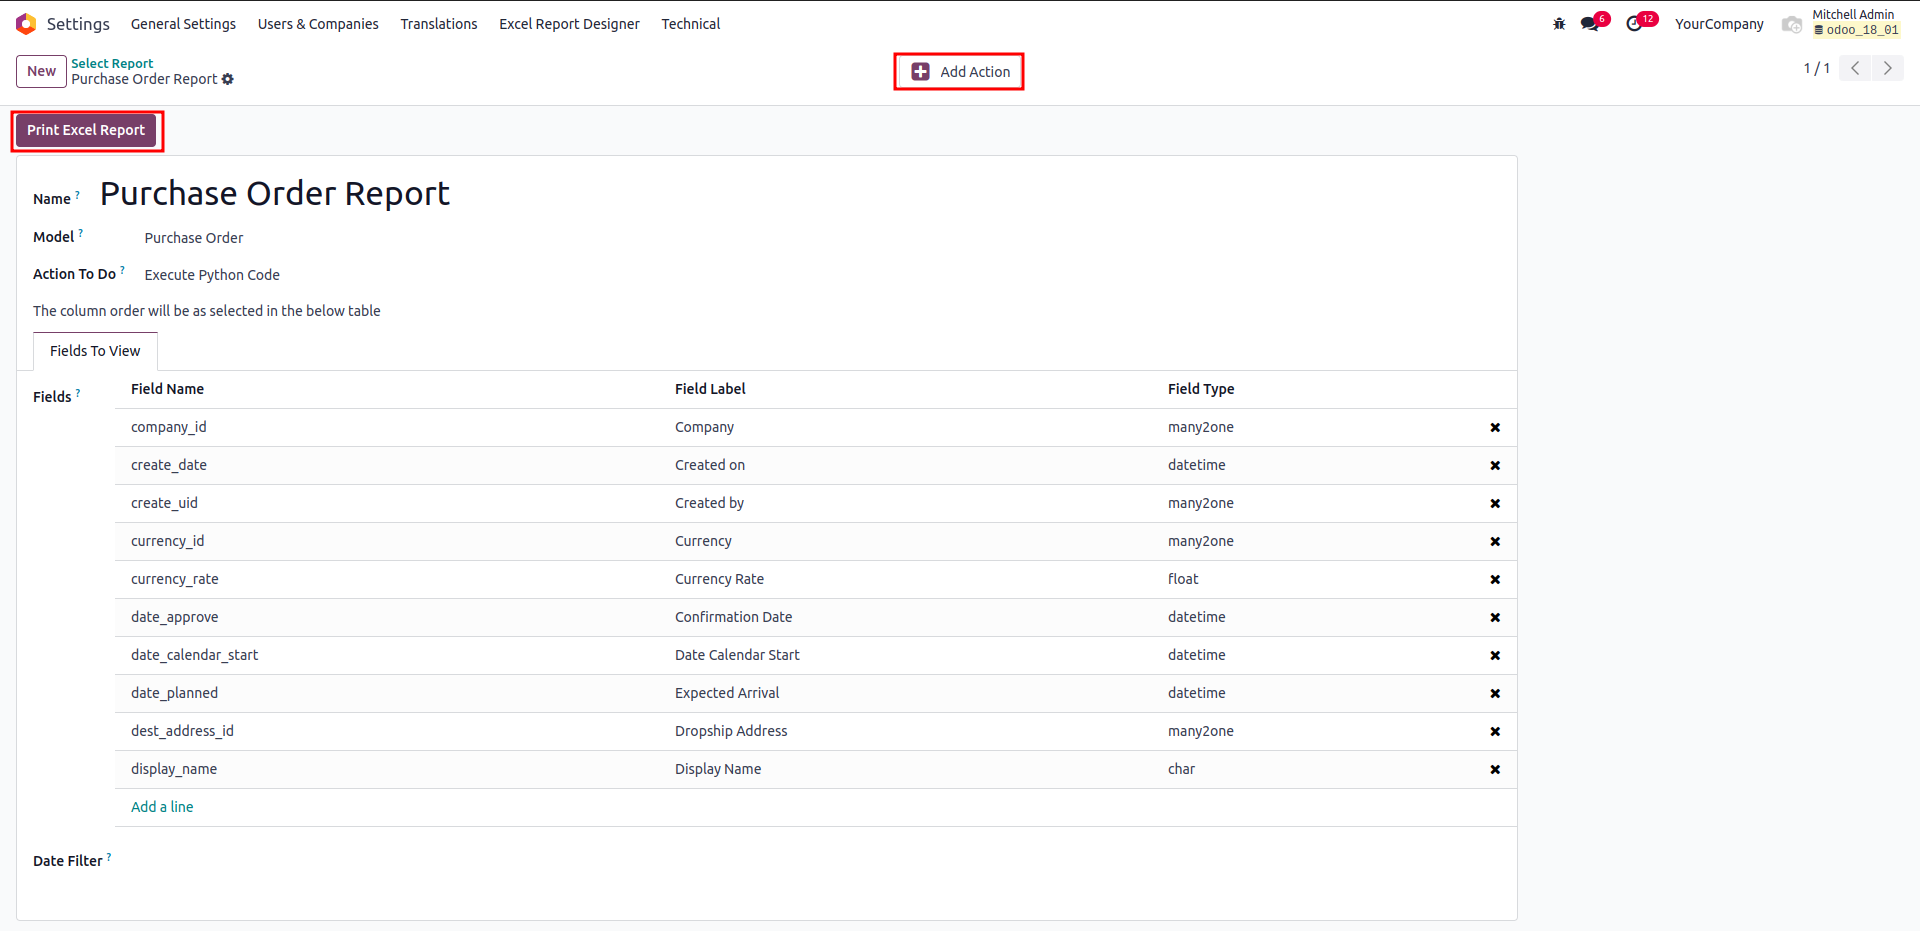 Settings General Settings Users & Companies Translations Excel Report Designer Technical 6 12 YourCompany Mitchell Admin
odoo_18_01
New Select Report
Purchase Order Report
Add Action
1 / 1
Print Excel Report
Name ? Purchase Order Report
Model ? Purchase Order
Action To Do ? Execute Python Code
The column order will be as selected in the below table
Fields To View
Fields ?
Field Name Field Label Field Type
company_id Company many2one
create_date Created on datetime
create_uid Created by many2one
currency_id Currency many2one
currency_rate Currency Rate float
date_approve Confirmation Date datetime
date_calendar_start Date Calendar Start datetime
date_planned Expected Arrival datetime
dest_address_id Dropship Address many2one
display_name Display Name char
Add a line
Date Filter ?